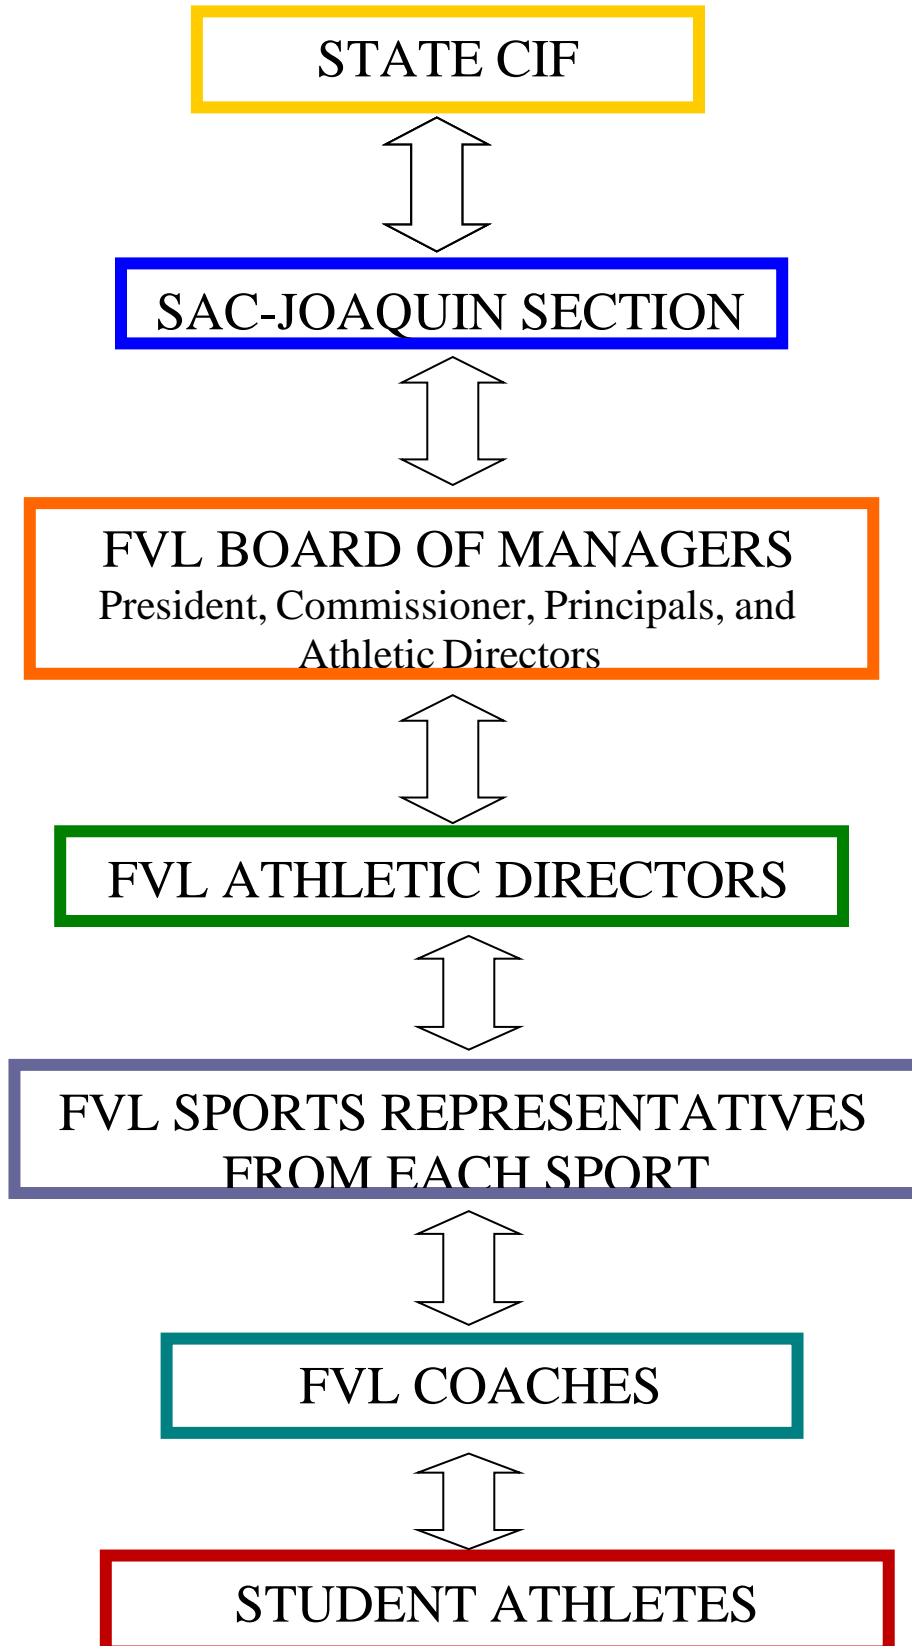 STATE CIF
SAC-JOAQUIN SECTION
FVL BOARD OF MANAGERS
President, Commissioner, Principals, and
Athletic Directors
FVL ATHLETIC DIRECTORS
FVL SPORTS REPRESENTATIVES
FROM EACH SPORT
FVL COACHES
STUDENT ATHLETES